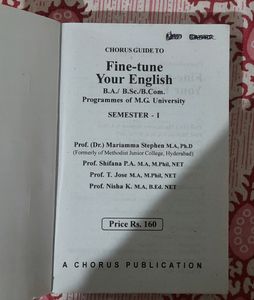 CHORUS GUIDE TO
Fine-tune
Your English
B.A./ B.Sc./B.Com.
Programmes of M.G. University
SEMESTER - I
Prof. (Dr.) Mariamma Stephen M.A, Ph.D
(Formerly of Methodist Junior College, Hyderabad)
Prof. Shifana P.A. M.A, M.Phil, NET
Prof. T. Jose M.A, M.Phil, NET
Prof. Nisha K. M.A, B.Ed. NET
Price Rs. 160
A CHORUS PUBLICATION